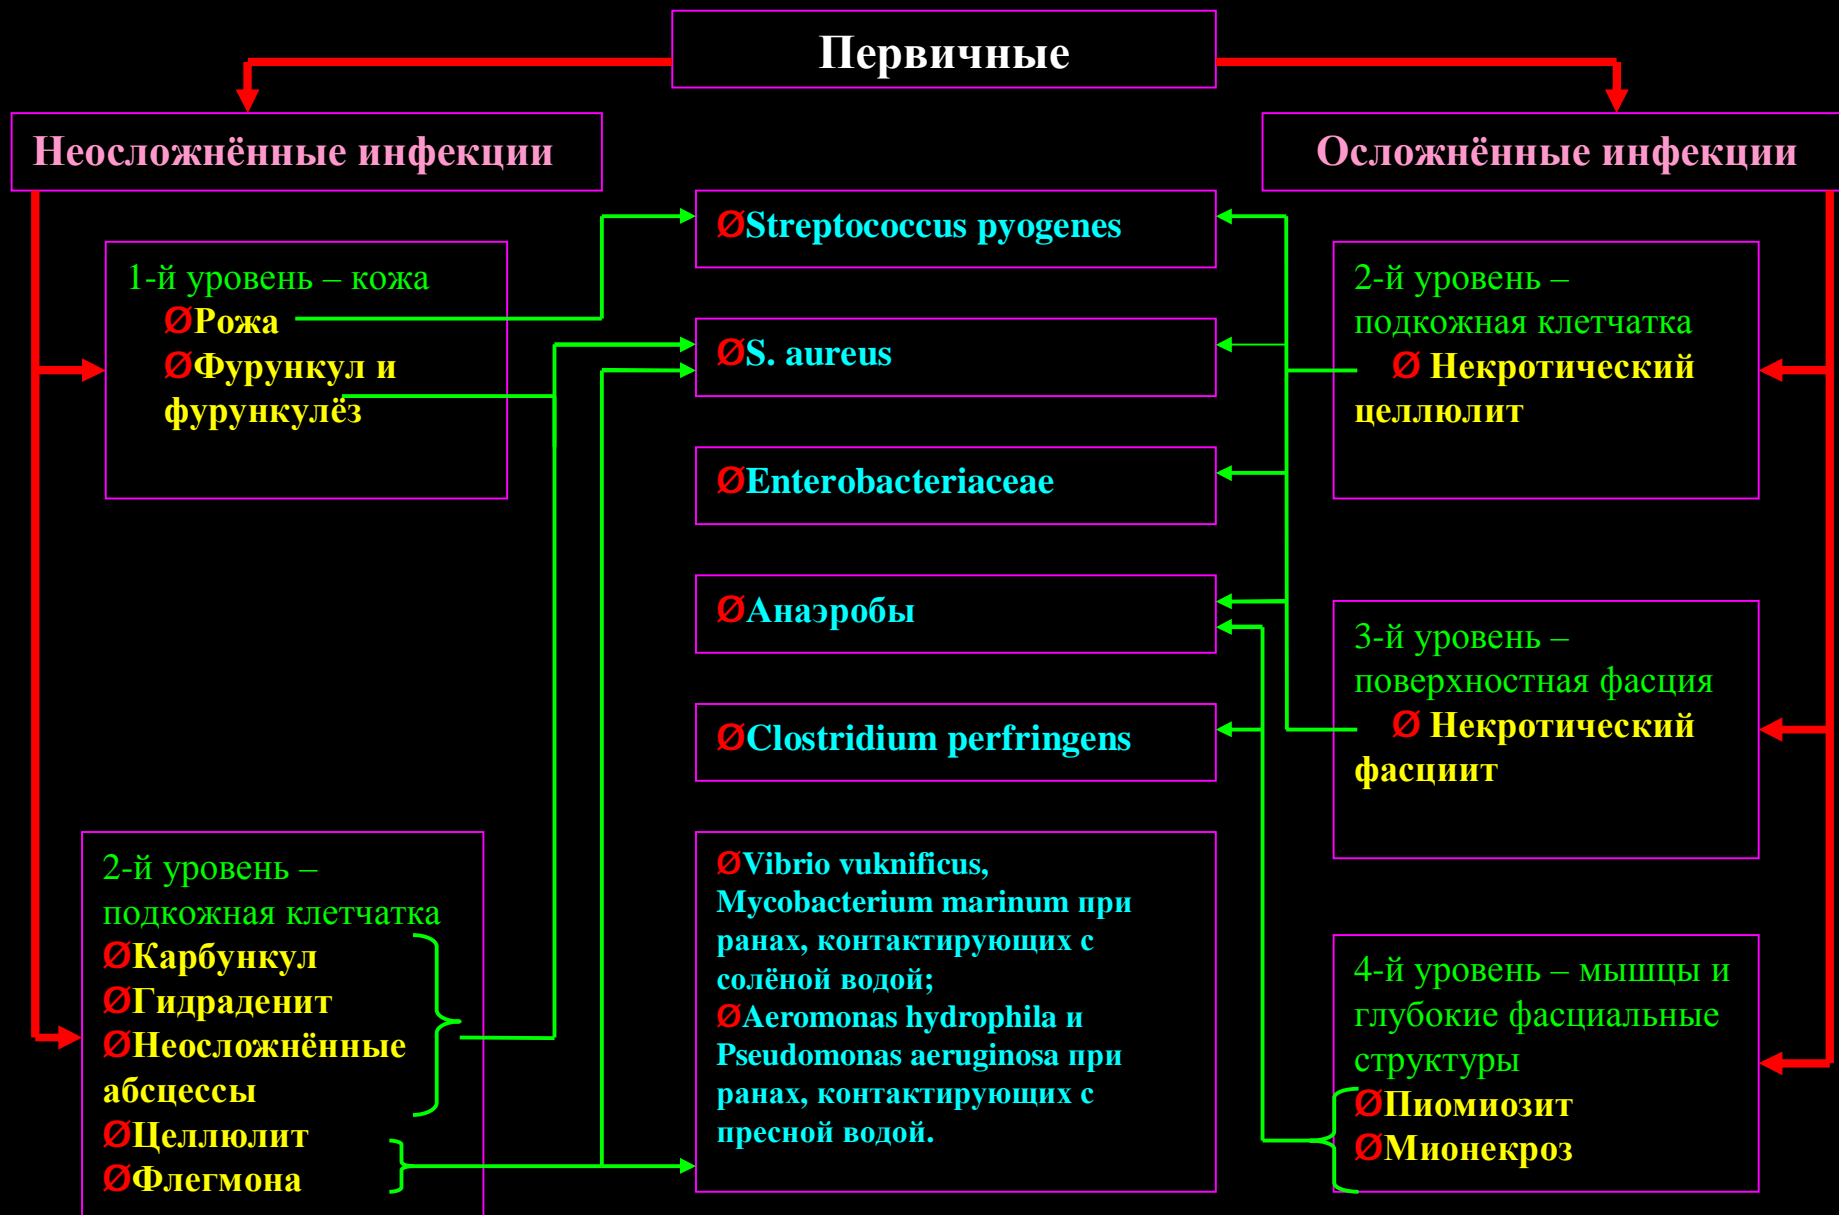 Первичные
Неосложнённые инфекции
Осложнённые инфекции
1-й уровень – кожа
ØРожа
ØФурункул и
фурункулёз
2-й уровень –
подкожная клетчатка
ØКарбункул
ØГидраденит
ØНеосложнённые
абсцессы
ØЦеллюлит
ØФлегмона
ØStreptococcus pyogenes
ØS. aureus
ØEnterobacteriaceae
ØАнаэробы
ØClostridium perfringens
ØVibrio vuknificus,
Mycobacterium marinum при
ранах, контактирующих с
солёной водой;
ØAeromonas hydrophila и
Pseudomonas aeruginosa при
ранах, контактирующих с
пресной водой.
2-й уровень –
подкожная клетчатка
Ø Некротический
целлюлит
3-й уровень –
поверхностная фасция
Ø Некротический
фасциит
4-й уровень – мышцы и
глубокие фасциальные
структуры
ØПиомиозит
ØМионекроз